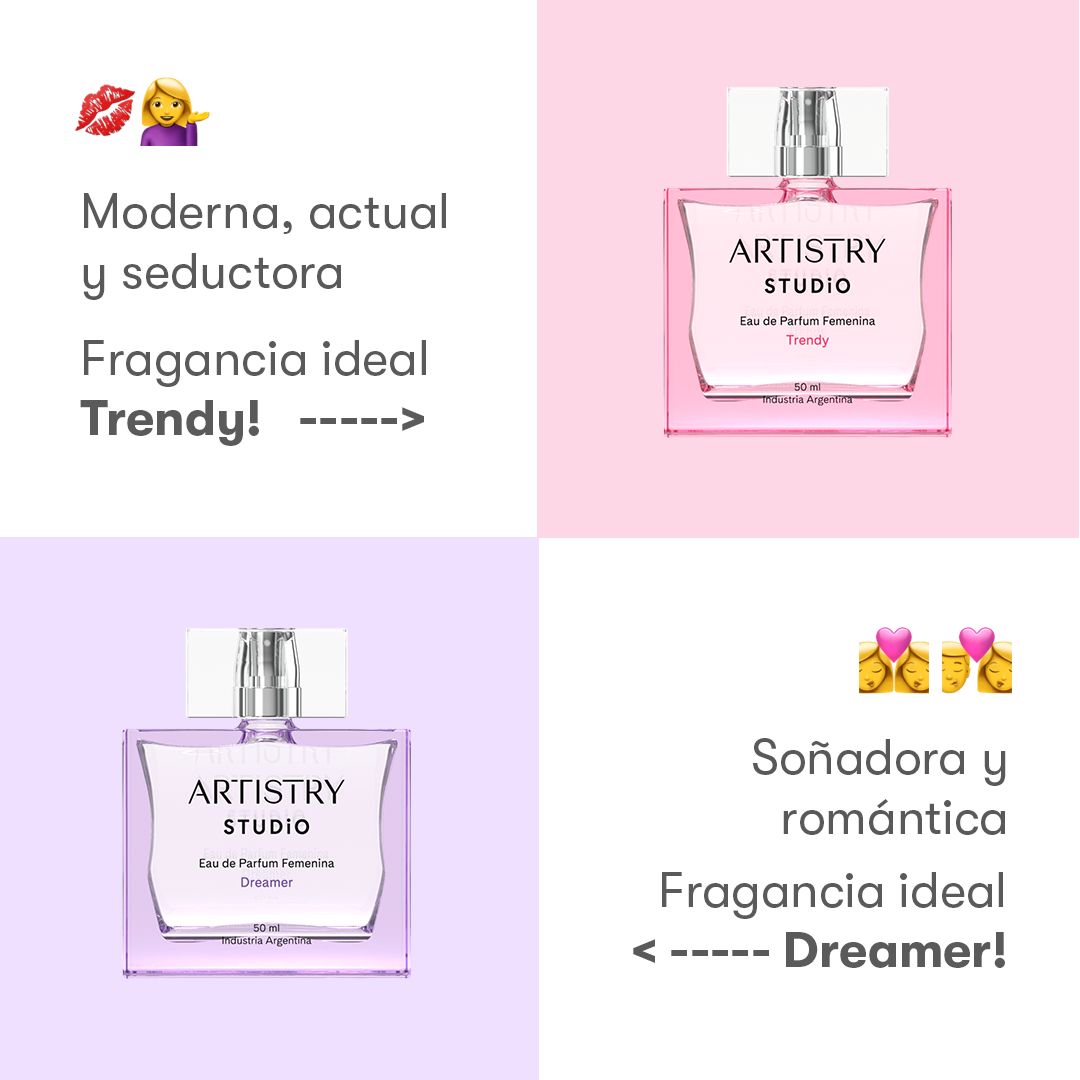 Moderna, actual
y seductora
Fragancia ideal
Trendy! ----->
ARTISTRY
STUDiO
Eau de Parfum Femenina
Trendy
50 ml
Industria Argentina
ARTISTRY
STUDiO
Eau de Parfum Femenina
Dreamer
50 ml
Industria Argentina
Soñadora y
romántica
Fragancia ideal
< ----- Dreamer!